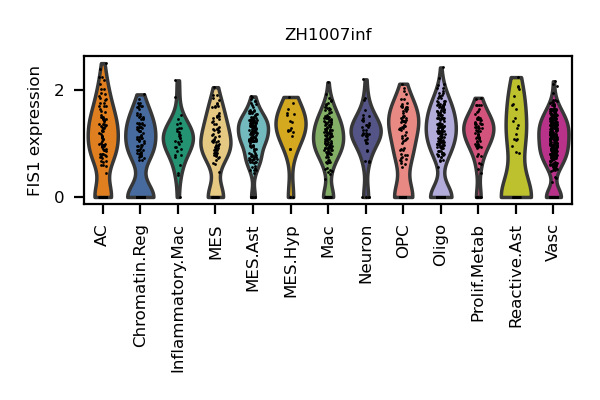 ZH1007inf
FIS1 expression
2
0
AC
Chromatin.Reg
Inflammatory.Mac
MES
MES.Ast
MES.Hyp
Mac
Neuron
OPC
Oligo
Prolif.Metab
Reactive.Ast
Vasc